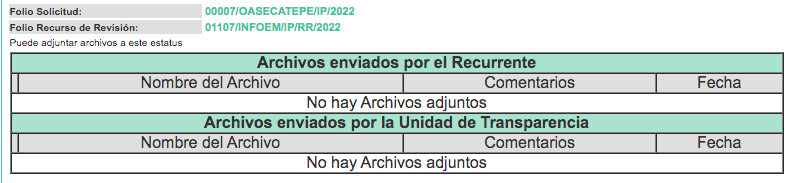 Folio Solicitud: 00007/OASECATEPE/IP/2022
Folio Recurso de Revisión: 01107/INFOEM/IP/RR/2022
Puede adjuntar archivos a este estatus
Archivos enviados por el Recurrente
Nombre del Archivo Comentarios Fecha
No hay Archivos adjuntos
Archivos enviados por la Unidad de Transparencia
Nombre del Archivo Comentarios Fecha
No hay Archivos adjuntos